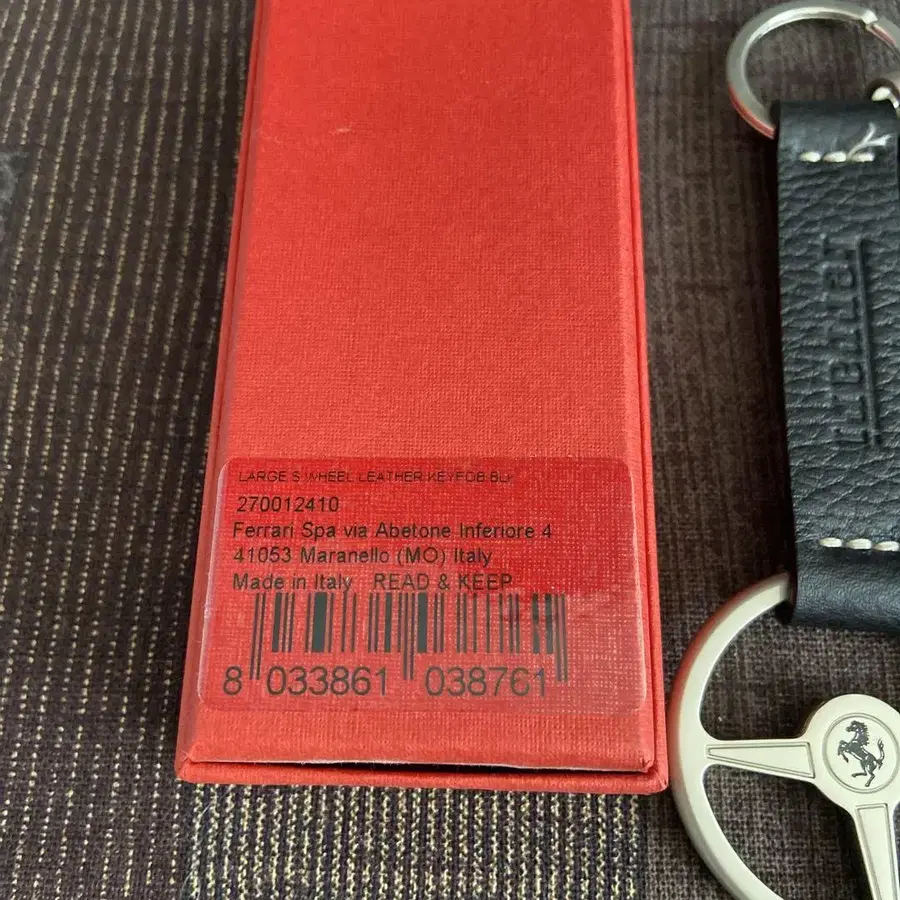 LARGE S WHEEL LEATHER KEYFOB BLK
270012410
Ferrari Spa via Abetone Inferiore 4
41053 Maranello (MO) Italy
Made in Italy READ & KEEP
8 033861 038761
Ferrari